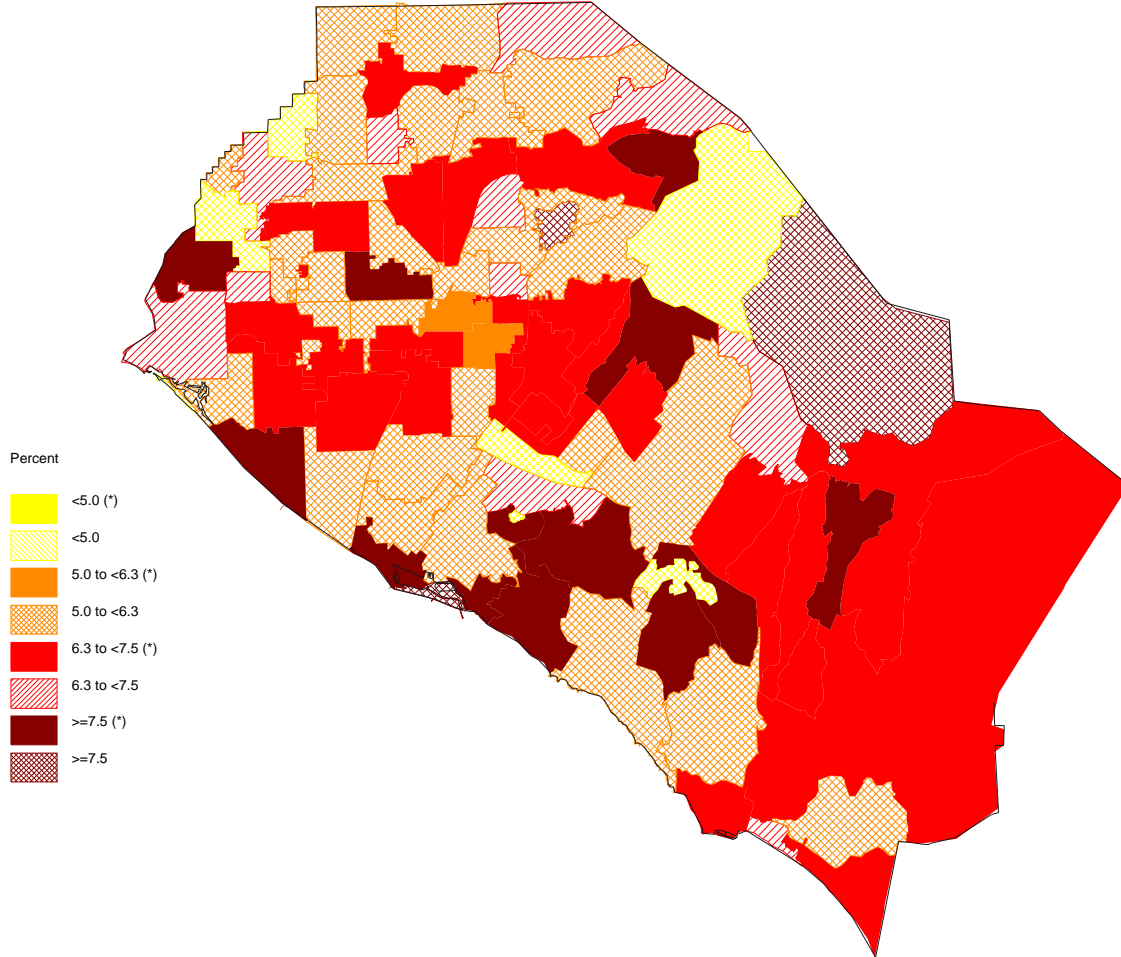 Percent
<5.0 (*)
<5.0
5.0 to <6.3 (*)
5.0 to <6.3
6.3 to <7.5 (*)
6.3 to <7.5
>=7.5 (*)
>=7.5